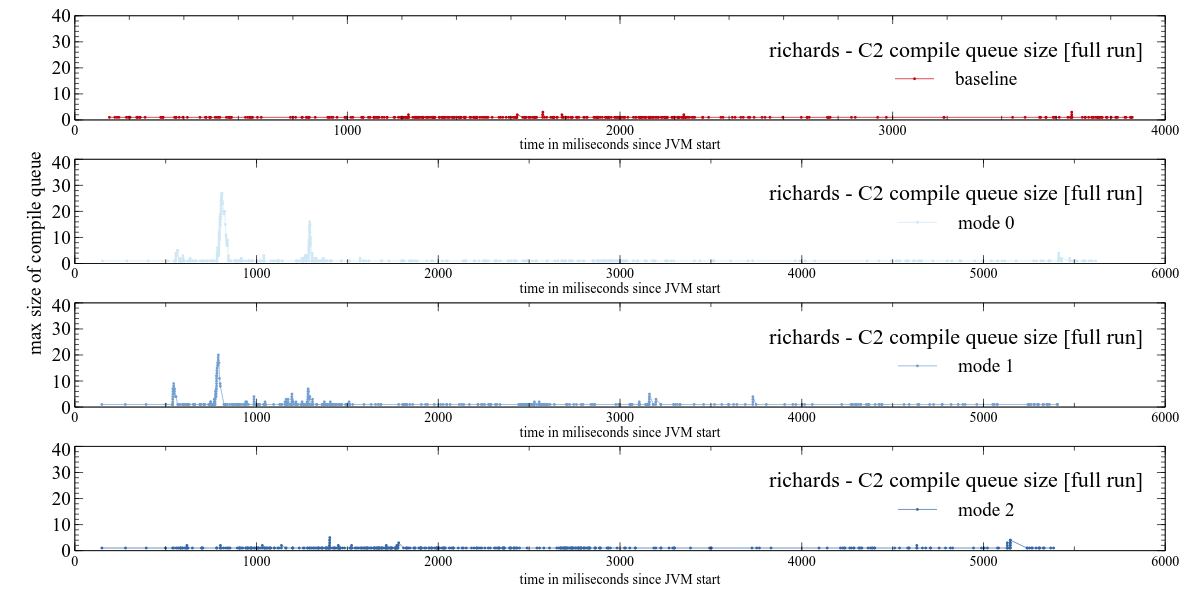 max size of compile queue
40
30
20
10
0
richards - C2 compile queue size [full run]
baseline
0 1000 2000 3000 4000
time in miliseconds since JVM start
40
30
20
10
0
richards - C2 compile queue size [full run]
mode 0
0 1000 2000 3000 4000 5000 6000
time in miliseconds since JVM start
40
30
20
10
0
richards - C2 compile queue size [full run]
mode 1
0 1000 2000 3000 4000 5000 6000
time in miliseconds since JVM start
40
30
20
10
0
richards - C2 compile queue size [full run]
mode 2
0 1000 2000 3000 4000 5000 6000
time in miliseconds since JVM start